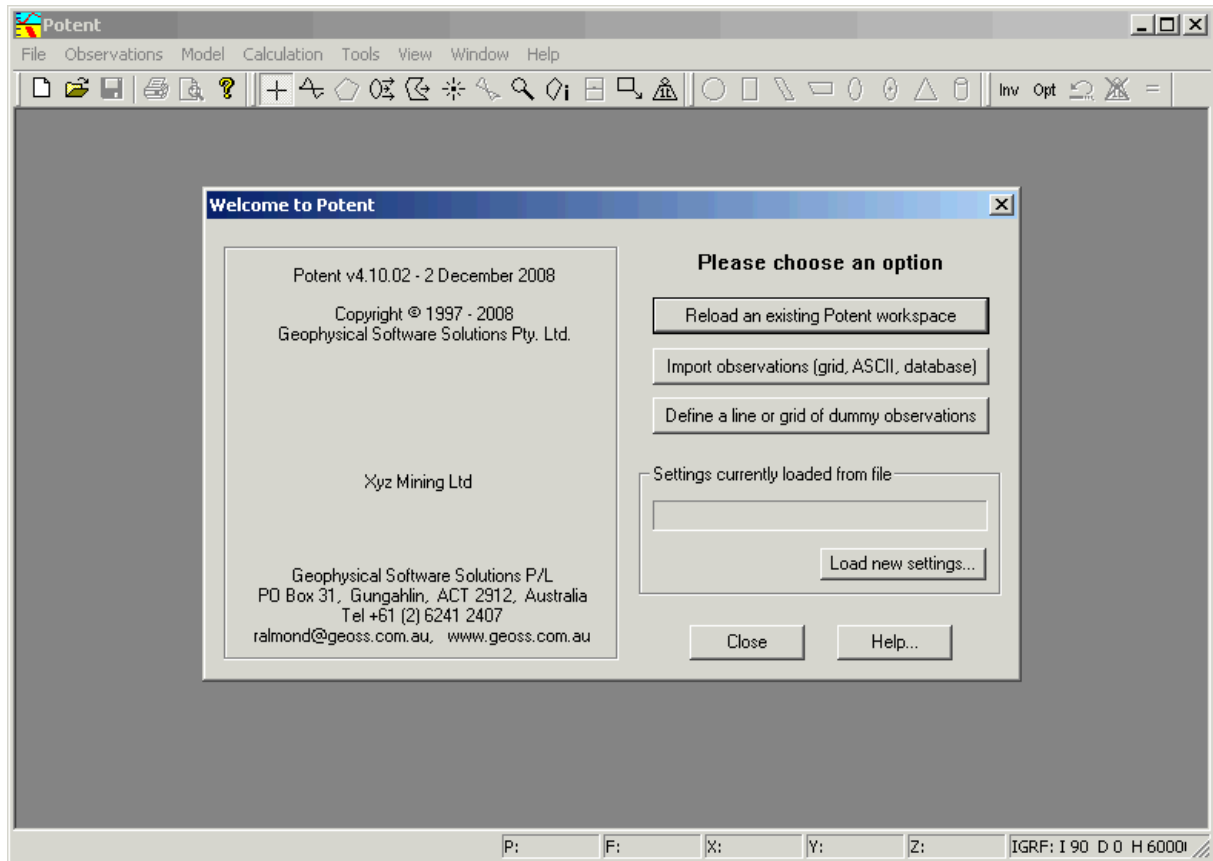 Potent
File Observations Model Calculation Tools View Window Help
Inv Opt
Welcome to Potent
Potent v4.10.02 - 2 December 2008
Copyright © 1997 - 2008
Geophysical Software Solutions Pty. Ltd.
Xyz Mining Ltd
Geophysical Software Solutions P/L
PO Box 31, Gungahlin, ACT 2912, Australia
Tel +61 (2) 6241 2407
ralmond@geoss.com.au, www.geoss.com.au
Please choose an option
Reload an existing Potent workspace
Import observations (grid, ASCII, database)
Define a line or grid of dummy observations
Settings currently loaded from file
Load new settings...
Close Help...
P: F: X: Y: Z: IGRF: I 90 D 0 H 6000